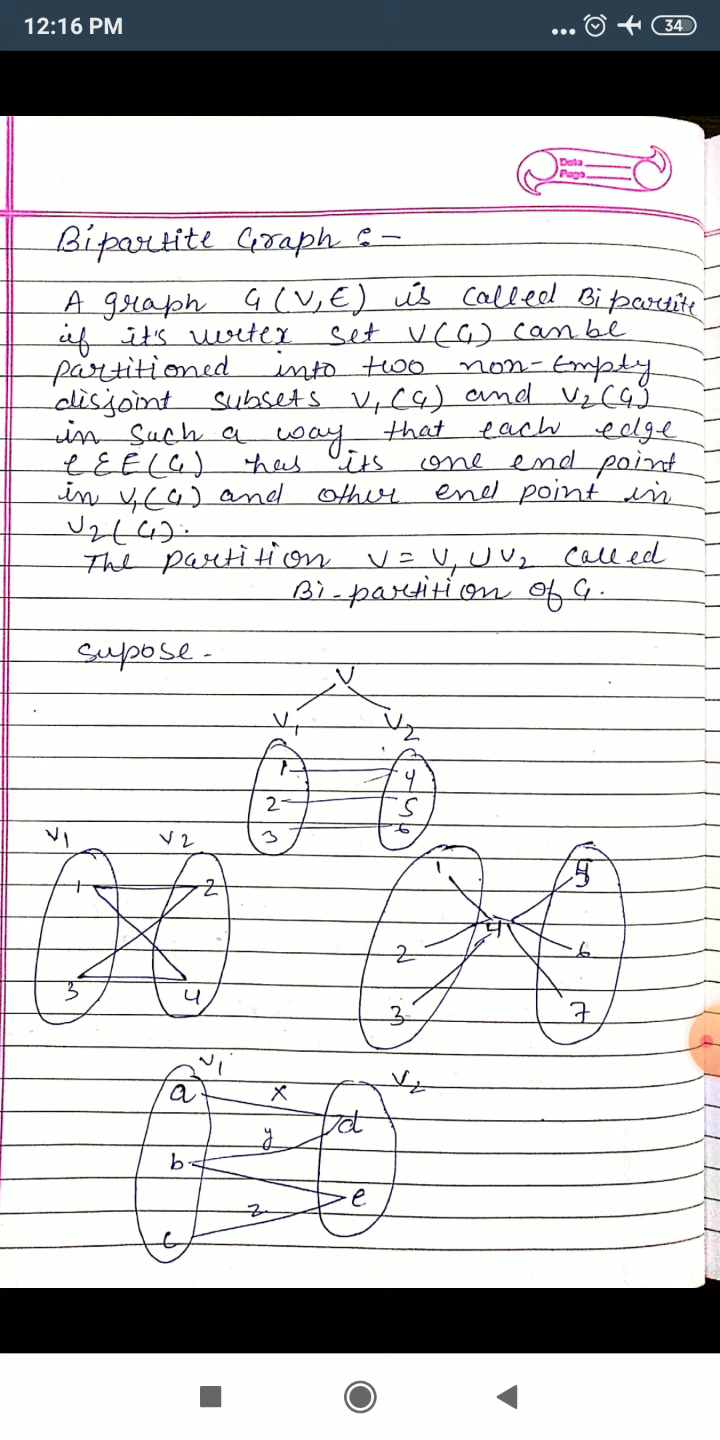 12:16 PM
34
Date
Page
Bipartite Graph :-
A graph G(V,E) is called Bipartite
if it's vertex set V(G) can be
partitioned into two non-Empty
disjoint subsets V₁(G) and V₂(G)
in such a way that each edge
e∈E(G) has its one end point
in V₁(G) and other end point in
V₂(G).
The partition V = V₁ ∪ V₂ called
Bi-partition of G.
Supose -
V
V₁ V₂
1 4
2 5
3 6
V₁ V₂
1 2
3 4
1 5
2 4 6
3 7
V₁ V₂
a x d
b y
c z e